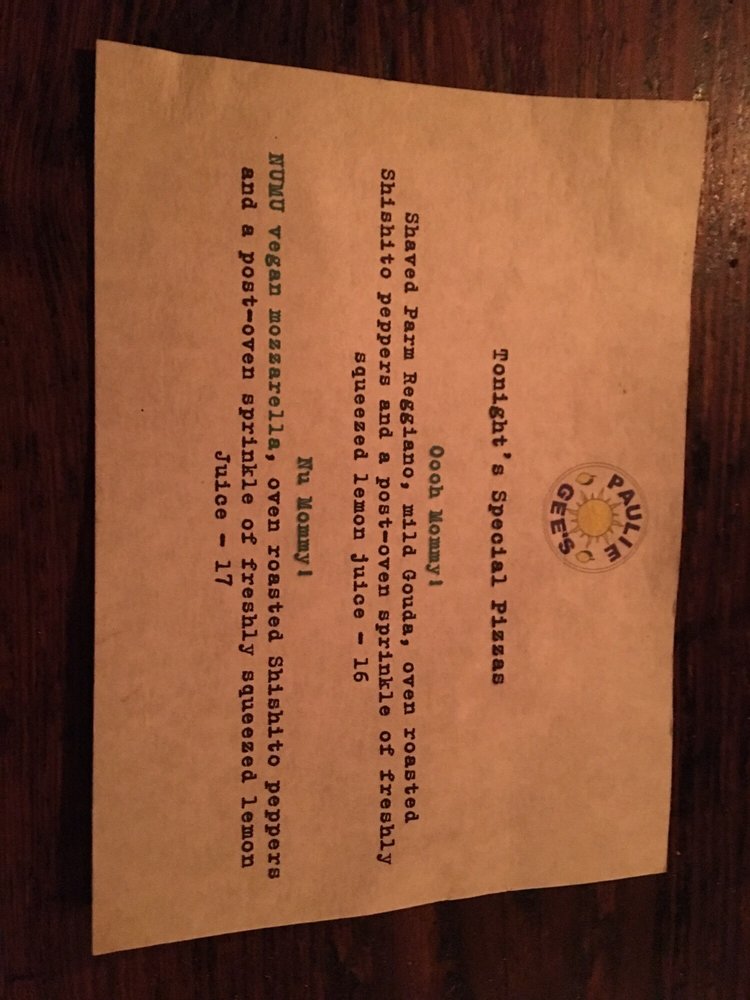 PAULIE
GEE'S
Tonight's Special Pizzas
Oooh Mommy!
Shaved Parm Reggiano, mild Gouda, oven roasted
Shishito peppers and a post-oven sprinkle of freshly
squeezed lemon juice - 16
Nu Mommy!
NUMU vegan mozzarella, oven roasted Shishito peppers
and a post-oven sprinkle of freshly squeezed lemon
Juice - 17